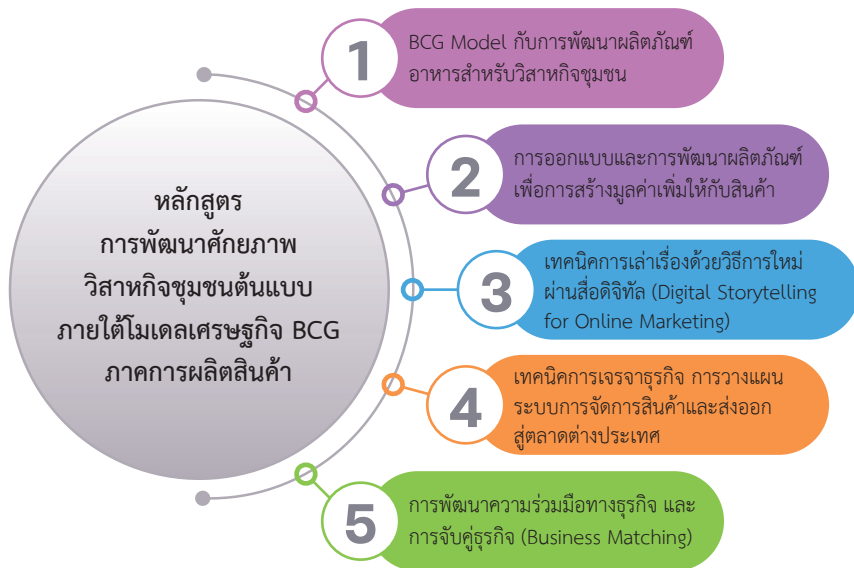 หลักสูตร
การพัฒนาศักยภาพ
วิสาหกิจชุมชนต้นแบบ
ภายใต้โมเดลเศรษฐกิจ BCG
ภาคการผลิตสินค้า
1
BCG Model กับการพัฒนาผลิตภัณฑ์
อาหารสำหรับวิสาหกิจชุมชน
2
การออกแบบและการพัฒนาผลิตภัณฑ์
เพื่อการสร้างมูลค่าเพิ่มให้กับสินค้า
3
เทคนิคการเล่าเรื่องด้วยวิธีการใหม่
ผ่านสื่อดิจิทัล (Digital Storytelling
for Online Marketing)
4
เทคนิคการเจรจาธุรกิจ การวางแผน
ระบบการจัดการสินค้าและส่งออก
สู่ตลาดต่างประเทศ
5
การพัฒนาความร่วมมือทางธุรกิจ และ
การจับคู่ธุรกิจ (Business Matching)